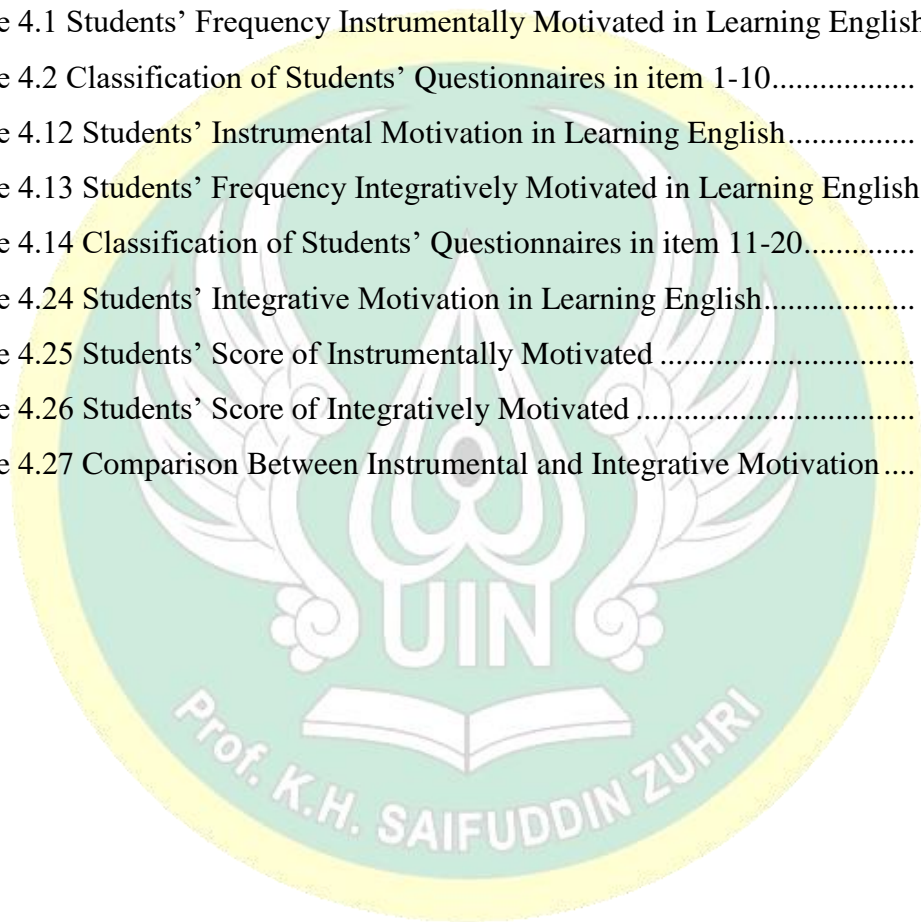 e 4.1 Students’ Frequency Instrumentally Motivated in Learning English
e 4.2 Classification of Students’ Questionnaires in item 1-10.................
e 4.12 Students’ Instrumental Motivation in Learning English...............
e 4.13 Students’ Frequency Integratively Motivated in Learning English
e 4.14 Classification of Students’ Questionnaires in item 11-20.............
e 4.24 Students’ Integrative Motivation in Learning English..................
e 4.25 Students’ Score of Instrumentally Motivated ..............................
e 4.26 Students’ Score of Integratively Motivated .................................
e 4.27 Comparison Between Instrumental and Integrative Motivation ....
UIN
Prof. K.H. SAIFUDDIN ZUHRI